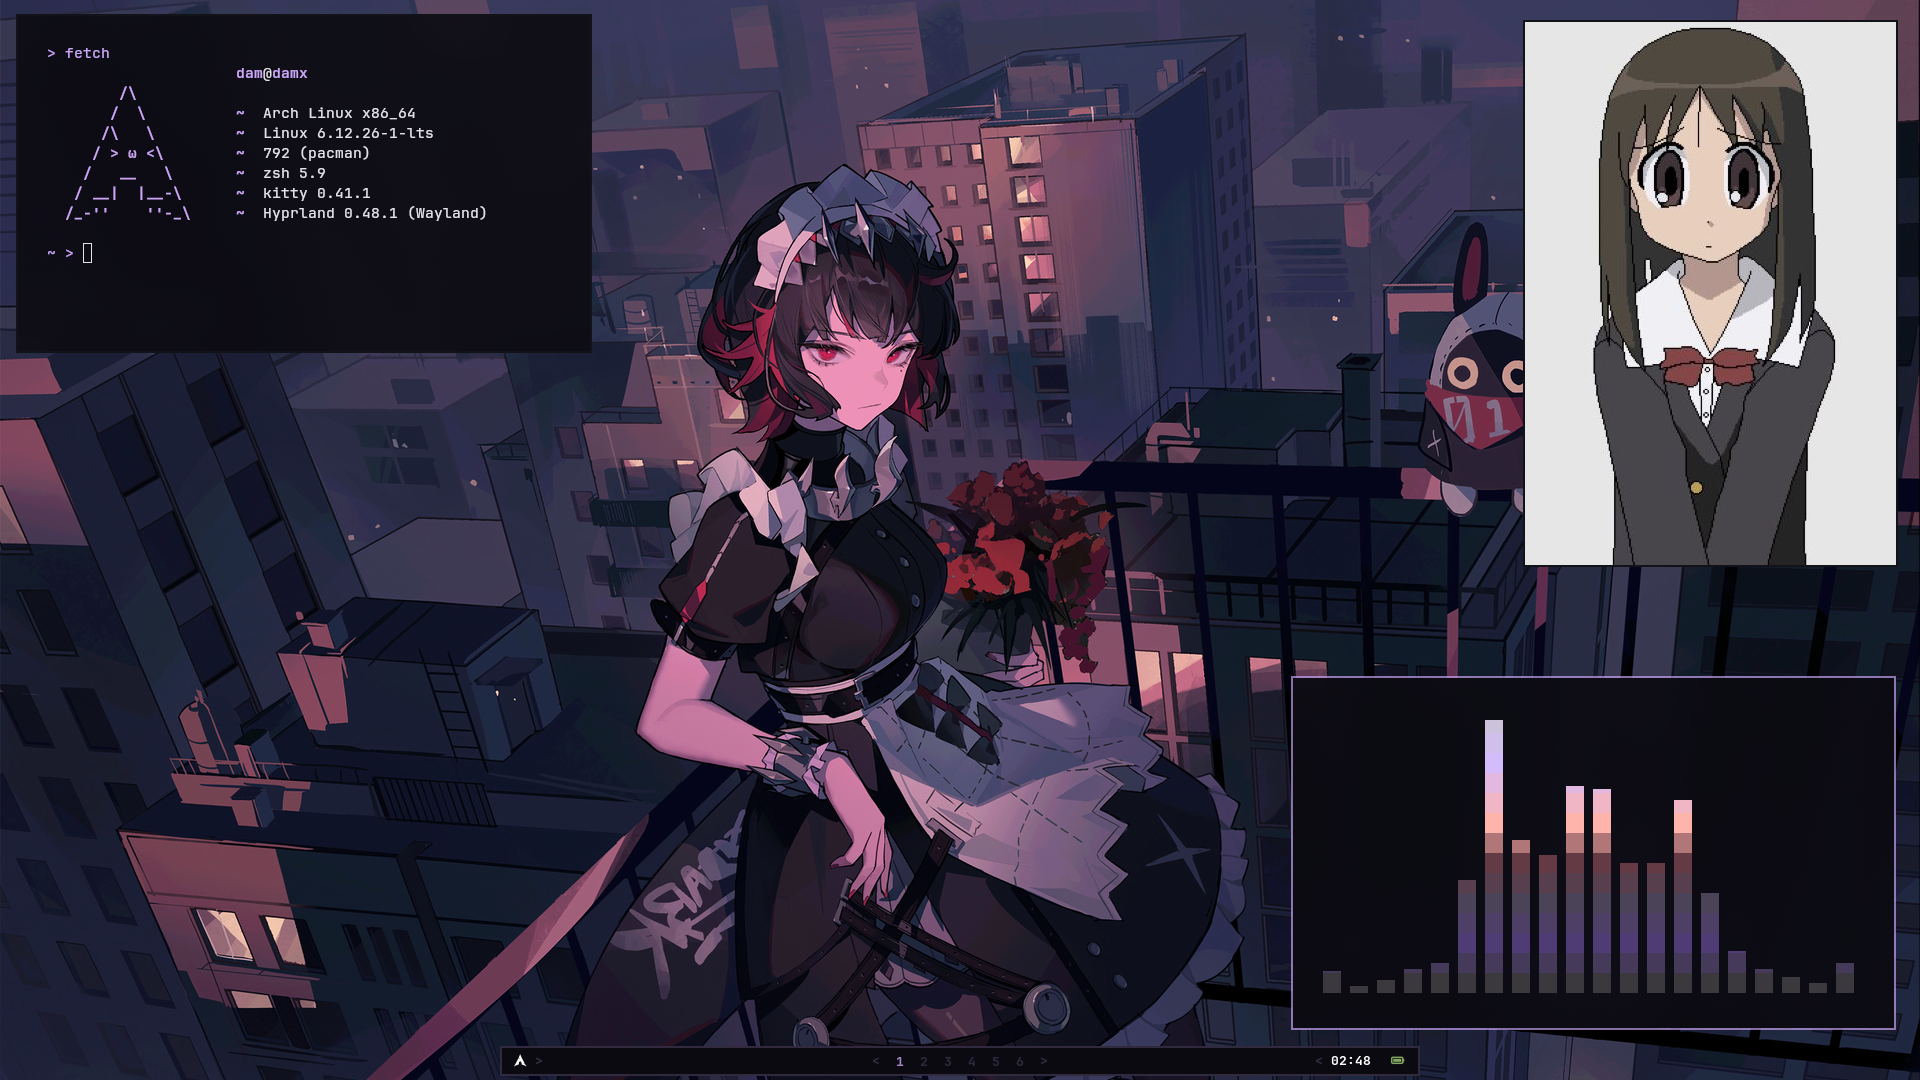 > fetch
dam@damx
~ Arch Linux x86_64
~ Linux 6.12.26-1-lts
~ 792 (pacman)
~ zsh 5.9
~ kitty 0.41.1
~ Hyprland 0.48.1 (Wayland)
~ >
01
> < 1 2 3 4 5 6 > < 02:48